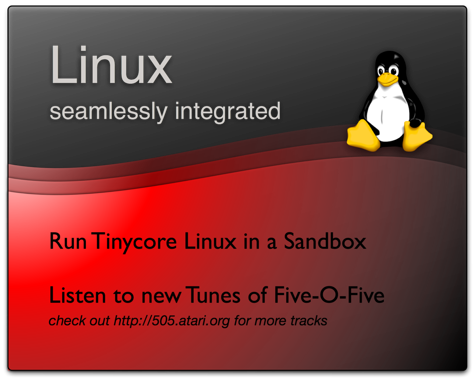 Linux
seamlessly integrated
Run Tinycore Linux in a Sandbox
Listen to new Tunes of Five-O-Five
check out http://505.atari.org for more tracks